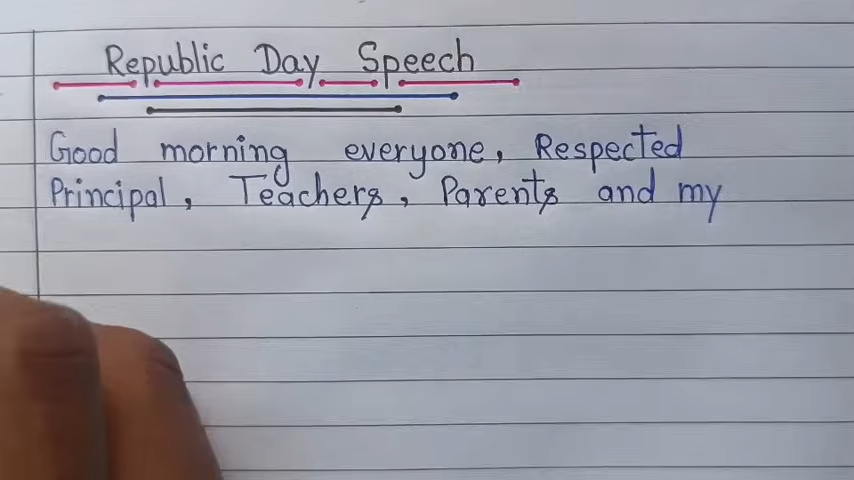 Republic Day Speech
Good morning everyone, Respected
Principal, Teachers, Parents and my